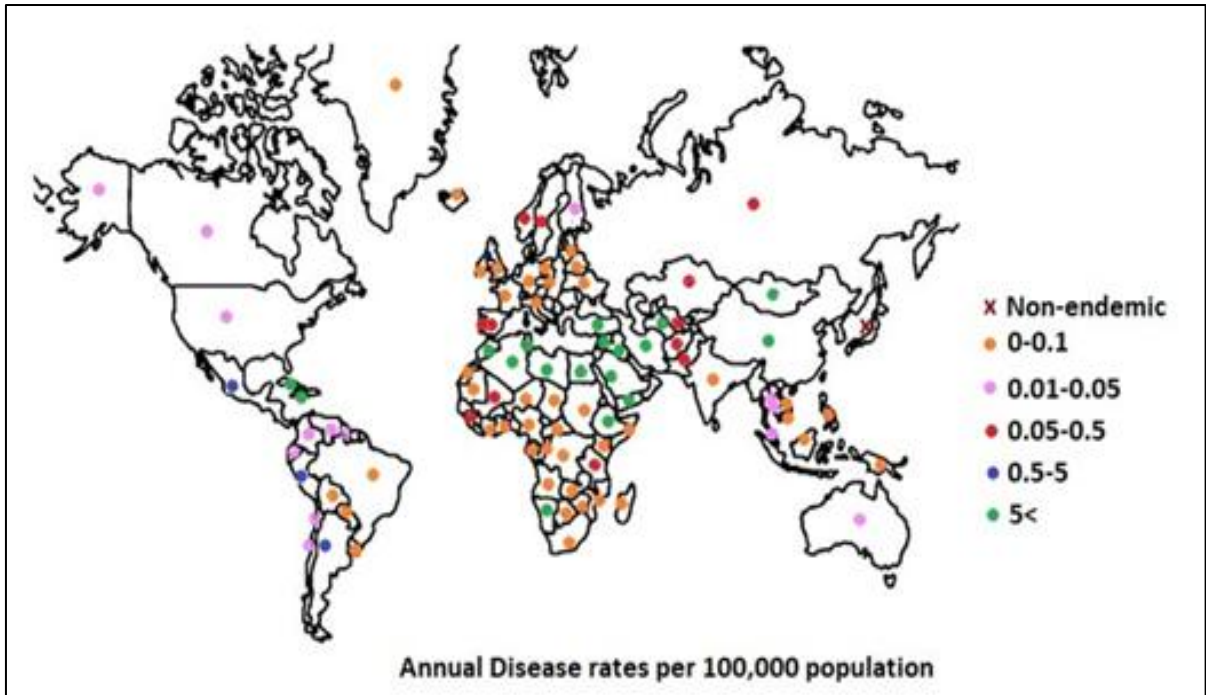 x Non-endemic
0-0.1
0.01-0.05
0.05-0.5
0.5-5
5<
Annual Disease rates per 100,000 population